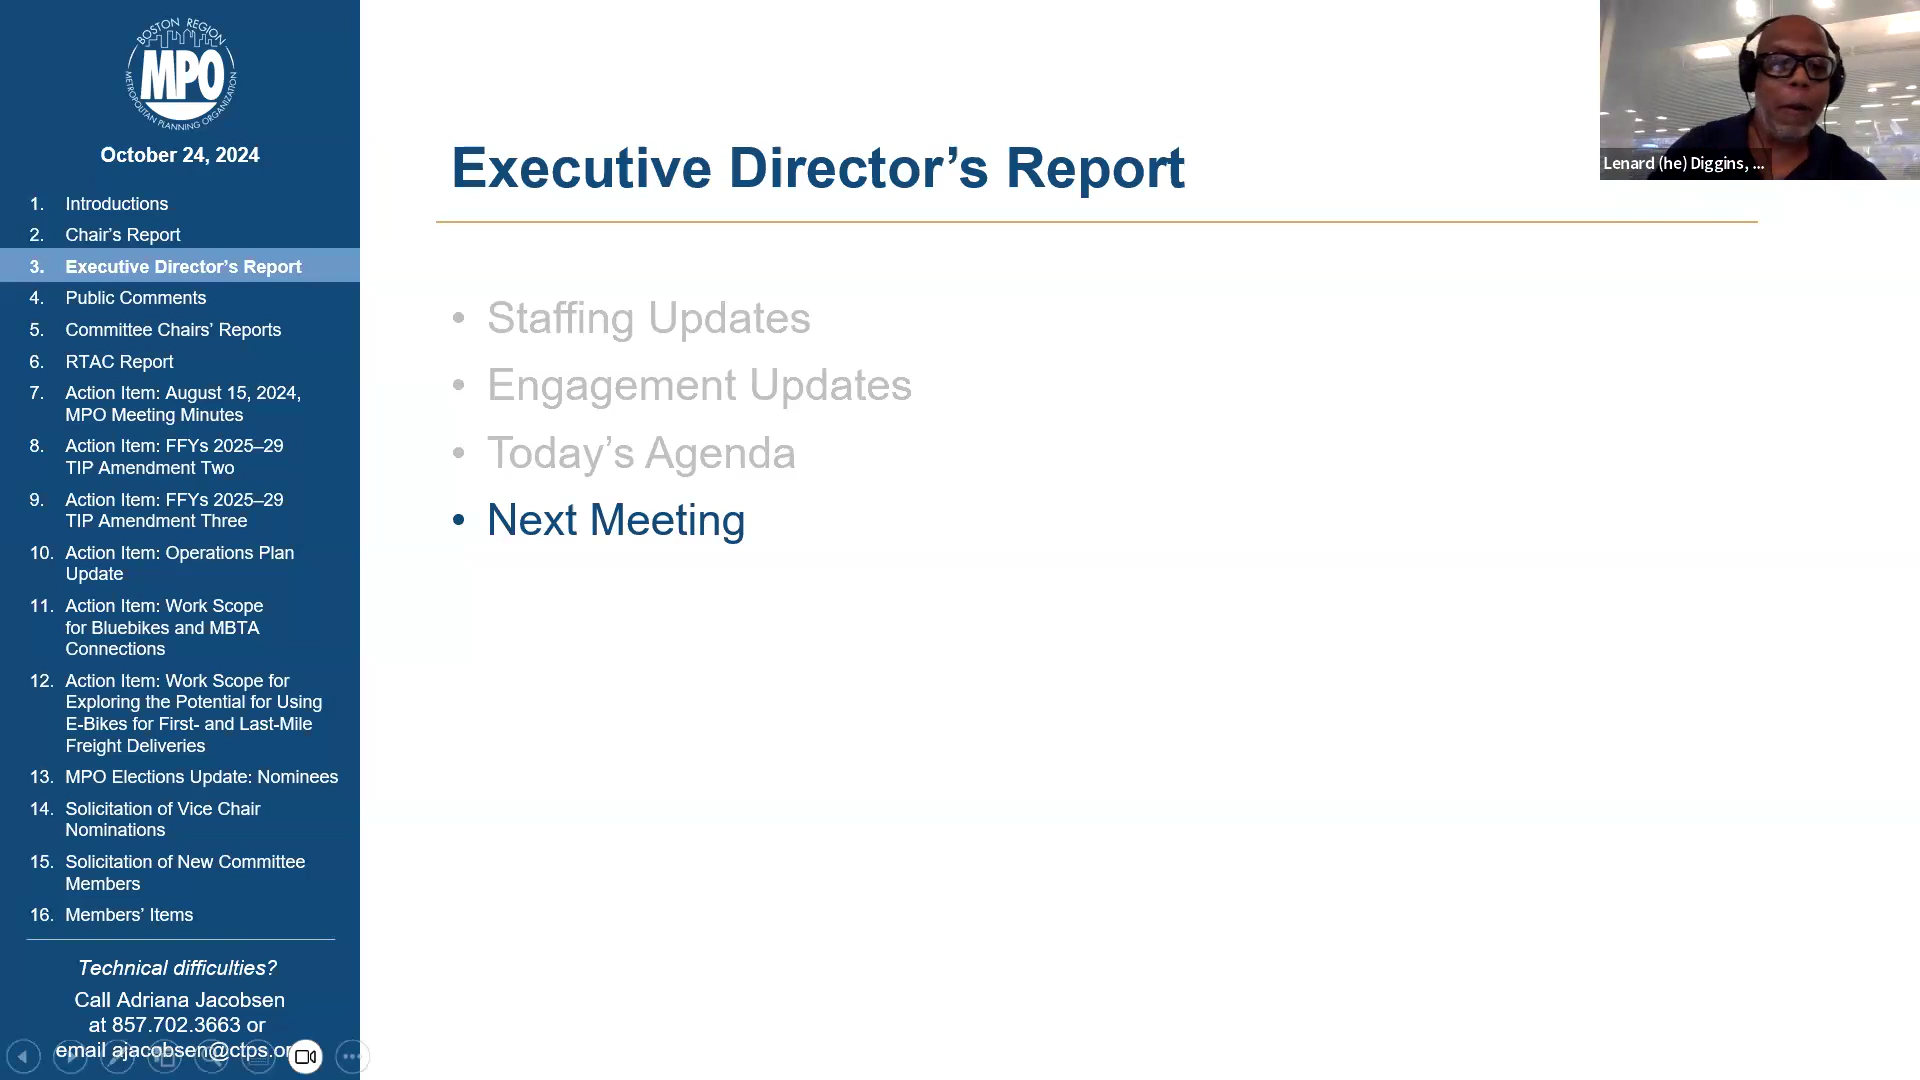 BOSTON REGION
MPO
METROPOLITAN PLANNING ORGANIZATION
October 24, 2024
1. Introductions
2. Chair’s Report
3. Executive Director’s Report
4. Public Comments
5. Committee Chairs’ Reports
6. RTAC Report
7. Action Item: August 15, 2024,
MPO Meeting Minutes
8. Action Item: FFYs 2025–29
TIP Amendment Two
9. Action Item: FFYs 2025–29
TIP Amendment Three
10. Action Item: Operations Plan
Update
11. Action Item: Work Scope
for Bluebikes and MBTA
Connections
12. Action Item: Work Scope for
Exploring the Potential for Using
E-Bikes for First- and Last-Mile
Freight Deliveries
13. MPO Elections Update: Nominees
14. Solicitation of Vice Chair
Nominations
15. Solicitation of New Committee
Members
16. Members’ Items
Technical difficulties?
Call Adriana Jacobsen
at 857.702.3663 or
email ajacobsen@ctps.or
Executive Director’s Report
• Staffing Updates
• Engagement Updates
• Today’s Agenda
• Next Meeting
Lenard (he) Diggins, ...